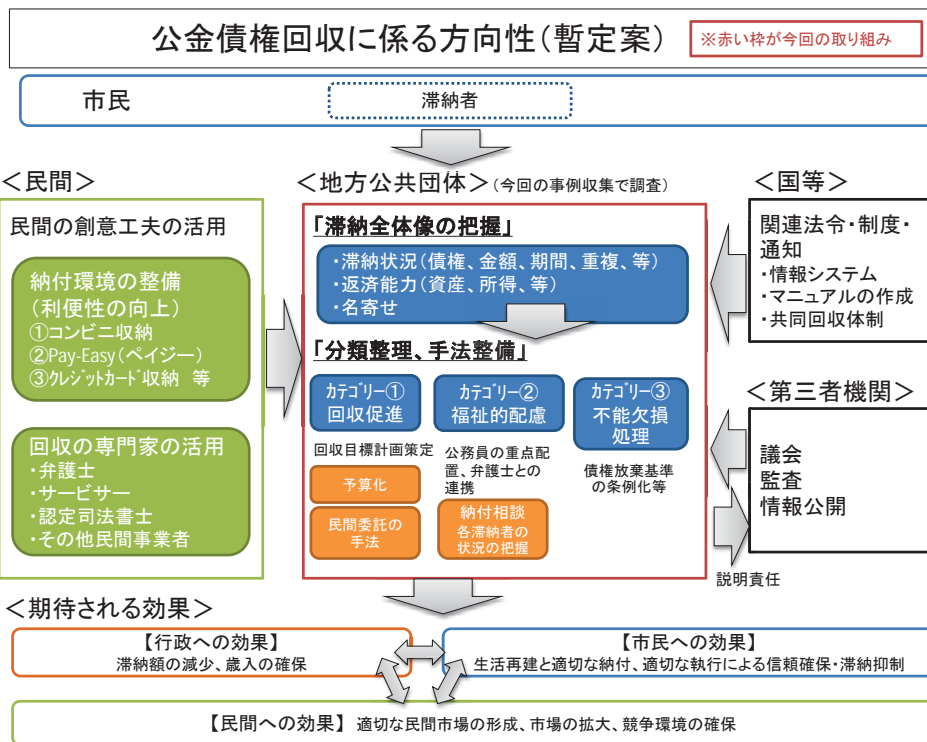 公金債権回収に係る方向性(暫定案)
※赤い枠が今回の取り組み
市民
滞納者
＜民間＞
民間の創意工夫の活用
納付環境の整備
(利便性の向上)
①コンビニ収納
②Pay-Easy(ペイジー)
③クレジットカード収納 等
回収の専門家の活用
・弁護士
・サービサー
・認定司法書士
・その他民間事業者
＜地方公共団体＞(今回の事例収集で調査)
「滞納全体像の把握」
・滞納状況(債権、金額、期間、重複、等)
・返済能力(資産、所得、等)
・名寄せ
「分類整理、手法整備」
カテゴリー①
回収促進
回収目標計画策定
予算化
民間委託の
手法
カテゴリー②
福祉的配慮
公務員の重点配
置、弁護士との
連携
納付相談
各滞納者の
状況の把握
カテゴリー③
不能欠損
処理
債権放棄基準
の条例化等
＜国等＞
関連法令・制度・
通知
・情報システム
・マニュアルの作成
・共同回収体制
＜第三者機関＞
議会
監査
情報公開
説明責任
＜期待される効果＞
【行政への効果】
滞納額の減少、歳入の確保
【市民への効果】
生活再建と適切な納付、適切な執行による信頼確保・滞納抑制
【民間への効果】 適切な民間市場の形成、市場の拡大、競争環境の確保